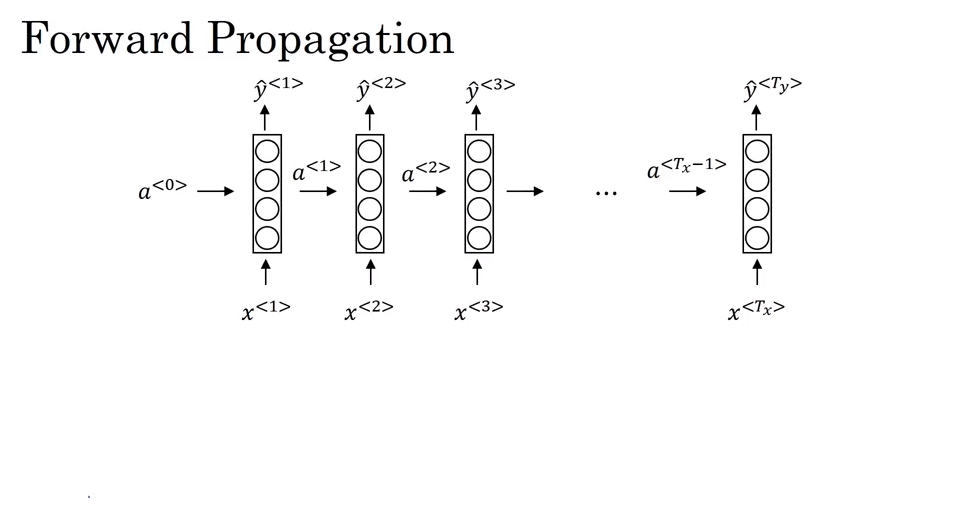 Forward Propagation
ŷ<1> ŷ<2> ŷ<3> ŷ<Ty>
a<0> a<1> a<2> ... a<Tx−1>
x<1> x<2> x<3> x<Tx>